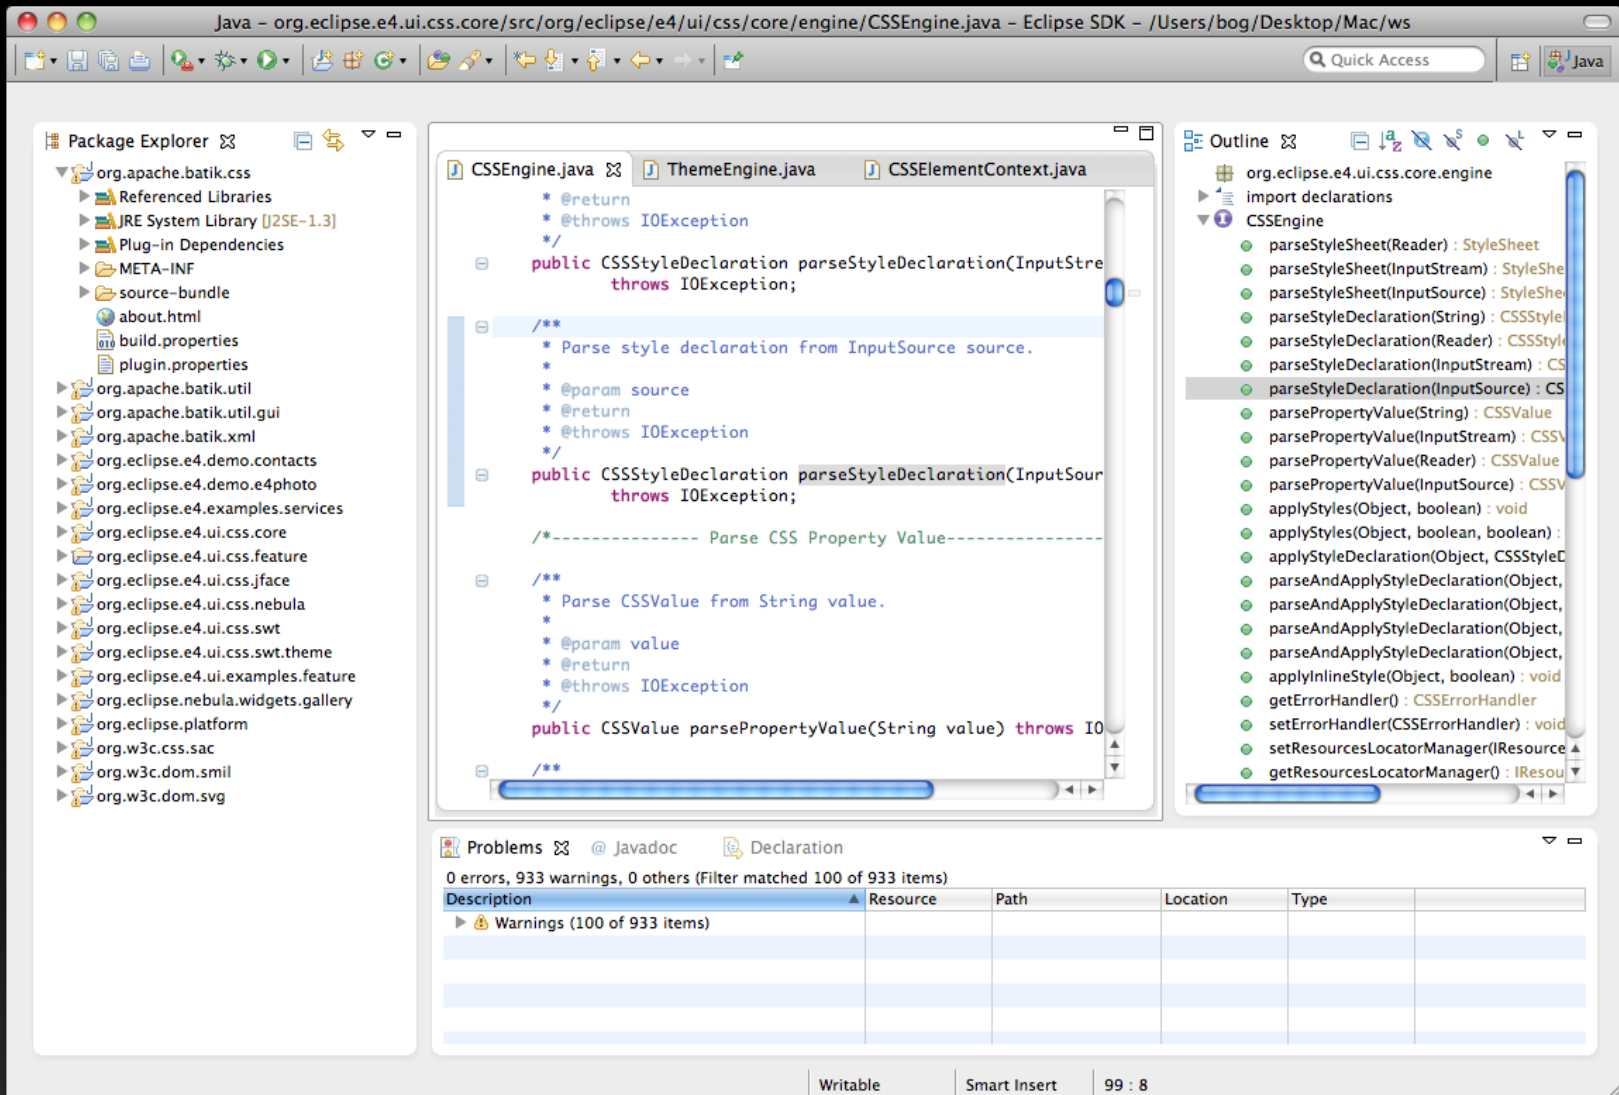 Java - org.eclipse.e4.ui.css.core/src/org/eclipse/e4/ui/css/core/engine/CSSEngine.java - Eclipse SDK - /Users/bog/Desktop/Mac/ws
Quick Access
Java
Package Explorer
org.apache.batik.css
Referenced Libraries
JRE System Library [J2SE-1.3]
Plug-in Dependencies
META-INF
source-bundle
about.html
build.properties
plugin.properties
org.apache.batik.util
org.apache.batik.util.gui
org.apache.batik.xml
org.eclipse.e4.demo.contacts
org.eclipse.e4.demo.e4photo
org.eclipse.e4.examples.services
org.eclipse.e4.ui.css.core
org.eclipse.e4.ui.css.feature
org.eclipse.e4.ui.css.jface
org.eclipse.e4.ui.css.nebula
org.eclipse.e4.ui.css.swt
org.eclipse.e4.ui.css.swt.theme
org.eclipse.e4.ui.examples.feature
org.eclipse.nebula.widgets.gallery
org.eclipse.platform
org.w3c.css.sac
org.w3c.dom.smil
org.w3c.dom.svg
CSSEngine.java ThemeEngine.java CSSElementContext.java
* @return
* @throws IOException
*/
public CSSStyleDeclaration parseStyleDeclaration(InputStre
throws IOException;
/**
* Parse style declaration from InputSource source.
*
* @param source
* @return
* @throws IOException
*/
public CSSStyleDeclaration parseStyleDeclaration(InputSour
throws IOException;
/*--------------- Parse CSS Property Value----------------
/**
* Parse CSSValue from String value.
*
* @param value
* @return
* @throws IOException
*/
public CSSValue parsePropertyValue(String value) throws IO
/**
Outline
org.eclipse.e4.ui.css.core.engine
import declarations
CSSEngine
parseStyleSheet(Reader) : StyleSheet
parseStyleSheet(InputStream) : StyleShe
parseStyleSheet(InputSource) : StyleShe
parseStyleDeclaration(String) : CSSStyle
parseStyleDeclaration(Reader) : CSSStyl
parseStyleDeclaration(InputStream) : CS
parseStyleDeclaration(InputSource) : CS
parsePropertyValue(String) : CSSValue
parsePropertyValue(InputStream) : CSSV
parsePropertyValue(Reader) : CSSValue
parsePropertyValue(InputSource) : CSSV
applyStyles(Object, boolean) : void
applyStyles(Object, boolean, boolean) :
applyStyleDeclaration(Object, CSSStyleD
parseAndApplyStyleDeclaration(Object,
parseAndApplyStyleDeclaration(Object,
parseAndApplyStyleDeclaration(Object,
parseAndApplyStyleDeclaration(Object,
applyInlineStyle(Object, boolean) : void
getErrorHandler() : CSSErrorHandler
setErrorHandler(CSSErrorHandler) : void
setResourcesLocatorManager(IResource
getResourcesLocatorManager() : IResou
Problems @ Javadoc Declaration
0 errors, 933 warnings, 0 others (Filter matched 100 of 933 items)
Description Resource Path Location Type
Warnings (100 of 933 items)
Writable Smart Insert 99 : 8